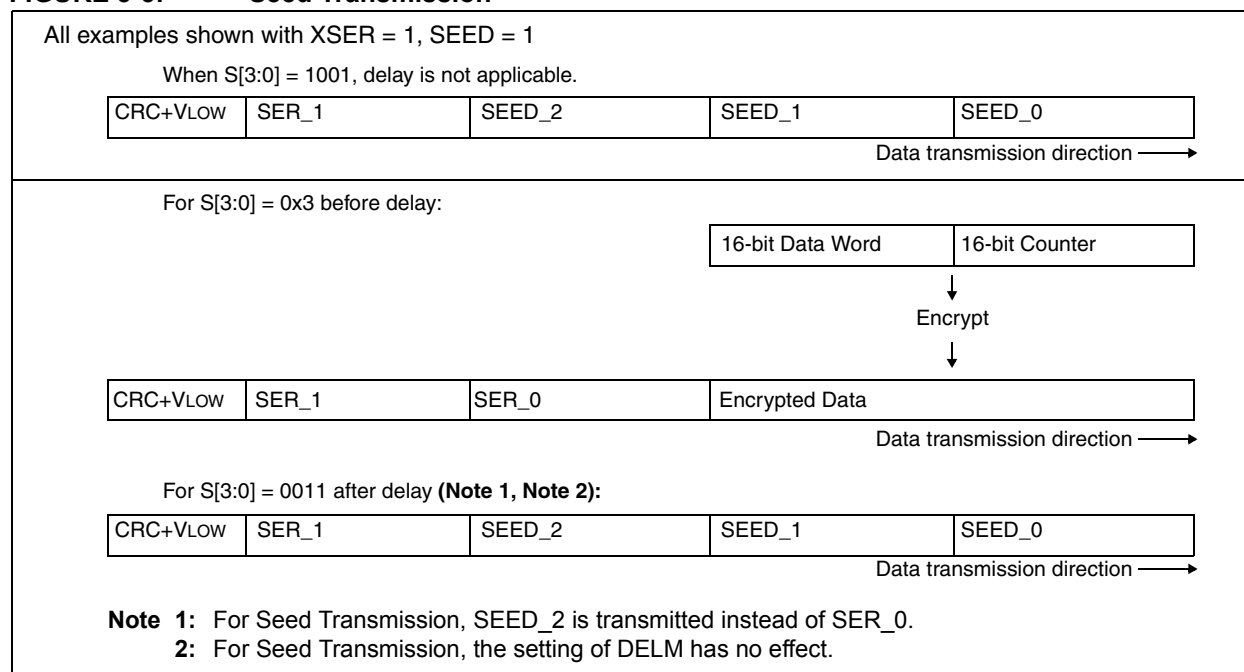 All examples shown with XSER = 1, SEED = 1
When S[3:0] = 1001, delay is not applicable.
CRC+VLOW SER_1 SEED_2 SEED_1 SEED_0
Data transmission direction
For S[3:0] = 0x3 before delay:
16-bit Data Word 16-bit Counter
Encrypt
CRC+VLOW SER_1 SER_0 Encrypted Data
Data transmission direction
For S[3:0] = 0011 after delay (Note 1, Note 2):
CRC+VLOW SER_1 SEED_2 SEED_1 SEED_0
Data transmission direction
Note 1: For Seed Transmission, SEED_2 is transmitted instead of SER_0.
2: For Seed Transmission, the setting of DELM has no effect.